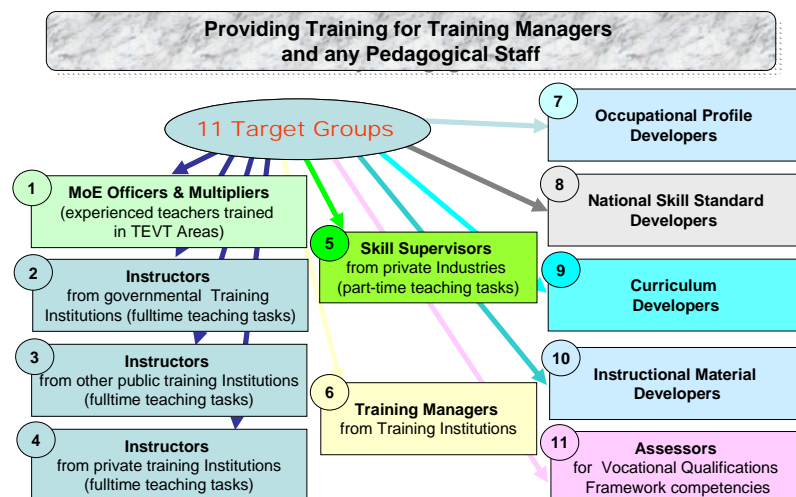 Providing Training for Training Managers
and any Pedagogical Staff
11 Target Groups
1
MoE Officers & Multipliers
(experienced teachers trained
in TEVT Areas)
2
Instructors
from governmental Training
Institutions (fulltime teaching tasks)
3
Instructors
from other public training Institutions
(fulltime teaching tasks)
4
Instructors
from private training Institutions
(fulltime teaching tasks)
5
Skill Supervisors
from private Industries
(part-time teaching tasks)
6
Training Managers
from Training Institutions
7
Occupational Profile
Developers
8
National Skill Standard
Developers
9
Curriculum
Developers
10
Instructional Material
Developers
11
Assessors
for Vocational Qualifications
Framework competencies